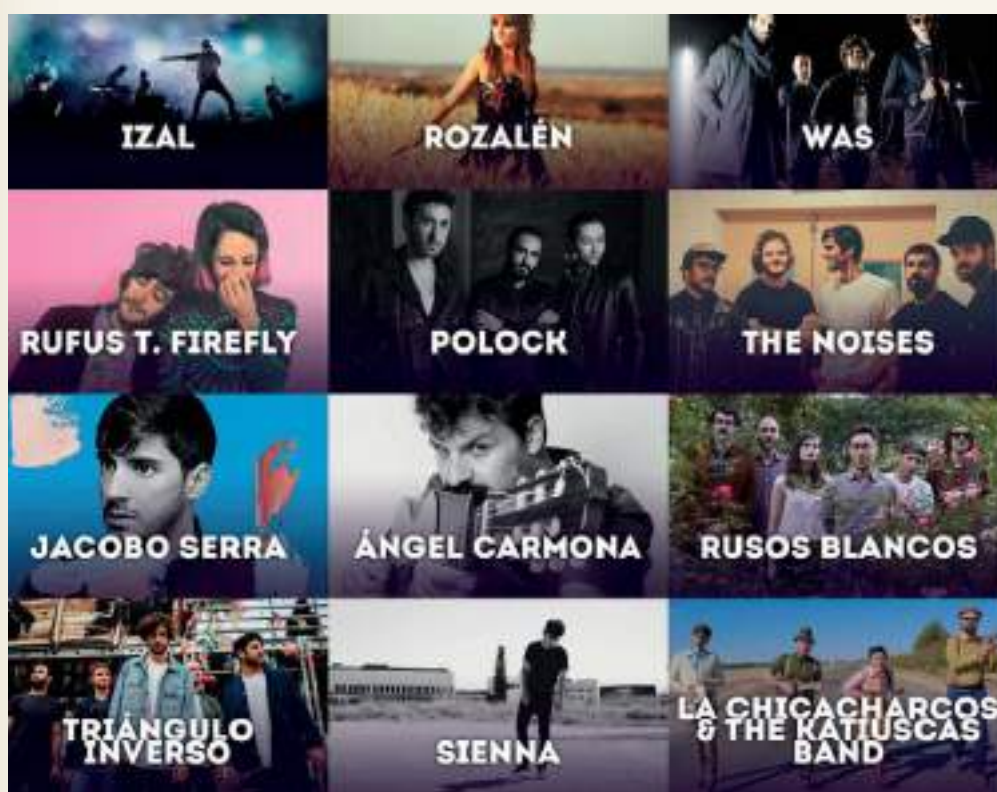 IZAL
ROZALÉN
WAS
RUFUS T. FIREFLY
POLOCK
THE NOISES
JACOBO SERRA
ÁNGEL CARMONA
RUSOS BLANCOS
TRIÁNGULO
INVERSO
SIENNA
LA CHICACHARCOS
& THE KATIUSCAS
BAND